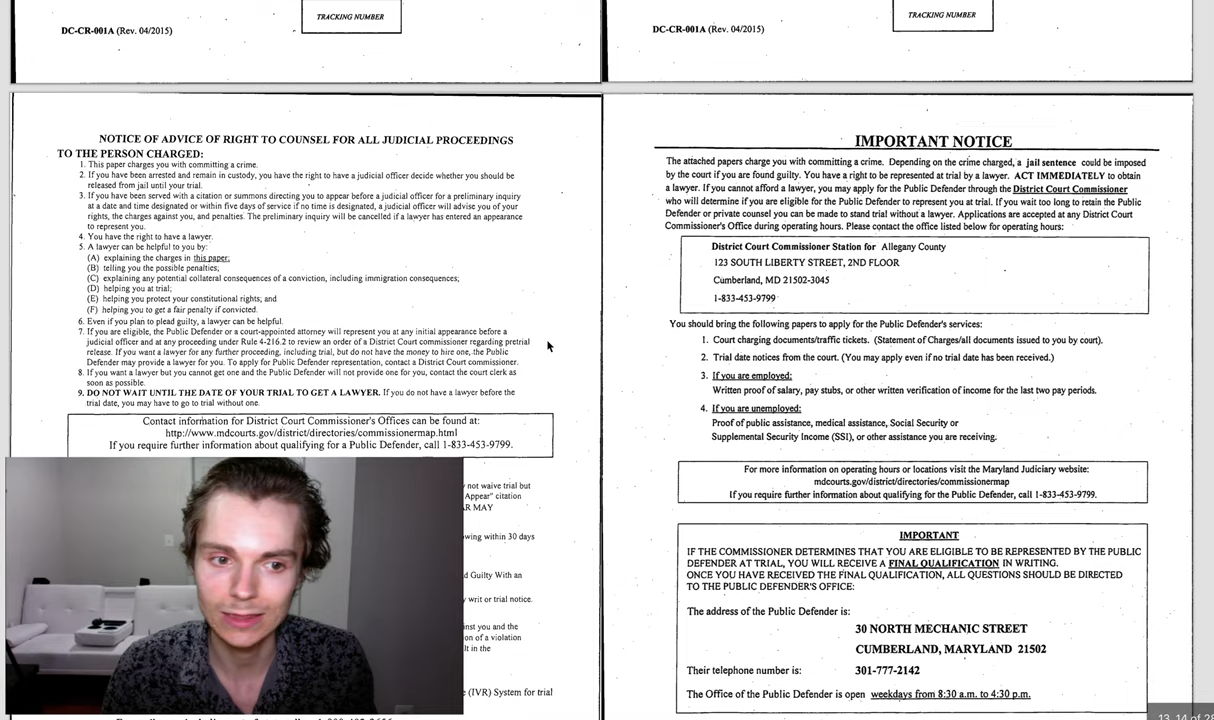 TRACKING NUMBER
DC-CR-001A (Rev. 04/2015)
TRACKING NUMBER
DC-CR-001A (Rev. 04/2015)
NOTICE OF ADVICE OF RIGHT TO COUNSEL FOR ALL JUDICIAL PROCEEDINGS
TO THE PERSON CHARGED:
1. This paper charges you with committing a crime.
2. If you have been arrested and remain in custody, you have the right to have a judicial officer decide whether you should be
released from jail until your trial.
3. If you have been served with a citation or summons directing you to appear before a judicial officer for a preliminary inquiry
at a date and time designated or within five days of service if no time is designated, a judicial officer will advise you of your
rights, the charges against you, and penalties. The preliminary inquiry will be cancelled if a lawyer has entered an appearance
to represent you.
4. You have the right to have a lawyer.
5. A lawyer can be helpful to you by:
(A) explaining the charges in this paper;
(B) telling you the possible penalties;
(C) explaining any potential collateral consequences of a conviction, including immigration consequences;
(D) helping you at trial;
(E) helping you protect your constitutional rights; and
(F) helping you to get a fair penalty if convicted.
6. Even if you plan to plead guilty, a lawyer can be helpful.
7. If you are eligible, the Public Defender or a court-appointed attorney will represent you at any initial appearance before a
judicial officer and at any proceeding under Rule 4-216.2 to review an order of a District Court commissioner regarding pretrial
release. If you want a lawyer for any further proceeding, including trial, but do not have the money to hire one, the Public
Defender may provide a lawyer for you. To apply for Public Defender representation, contact a District Court commissioner.
8. If you want a lawyer but you cannot get one and the Public Defender will not provide one for you, contact the court clerk as
soon as possible.
9. DO NOT WAIT UNTIL THE DATE OF YOUR TRIAL TO GET A LAWYER. If you do not have a lawyer before the
trial date, you may have to go to trial without one.
Contact information for District Court Commissioner's Offices can be found at:
http://www.mdcourts.gov/district/directories/commissionermap.html
If you require further information about qualifying for a Public Defender, call 1-833-453-9799.
not waive trial but
Appear" citation
AR MAY
owing within 30 days
d Guilty With an
y writ or trial notice.
inst you and the
on of a violation
lt in the
e (IVR) System for trial
IMPORTANT NOTICE
The attached papers charge you with committing a crime. Depending on the crime charged, a jail sentence could be imposed
by the court if you are found guilty. You have a right to be represented at trial by a lawyer. ACT IMMEDIATELY to obtain
a lawyer. If you cannot afford a lawyer, you may apply for the Public Defender through the District Court Commissioner
who will determine if you are eligible for the Public Defender to represent you at trial. If you wait too long to retain the Public
Defender or private counsel you can be made to stand trial without a lawyer. Applications are accepted at any District Court
Commissioner's Office during operating hours. Please contact the office listed below for operating hours:
District Court Commissioner Station for Allegany County
123 SOUTH LIBERTY STREET, 2ND FLOOR
Cumberland, MD 21502-3045
1-833-453-9799
You should bring the following papers to apply for the Public Defender's services:
1. Court charging documents/traffic tickets. (Statement of Charges/all documents issued to you by court).
2. Trial date notices from the court. (You may apply even if no trial date has been received.)
3. If you are employed:
Written proof of salary, pay stubs, or other written verification of income for the last two pay periods.
4. If you are unemployed:
Proof of public assistance, medical assistance, Social Security or
Supplemental Security Income (SSI), or other assistance you are receiving.
For more information on operating hours or locations visit the Maryland Judiciary website:
mdcourts.gov/district/directories/commissionermap
If you require further information about qualifying for the Public Defender, call 1-833-453-9799.
IMPORTANT
IF THE COMMISSIONER DETERMINES THAT YOU ARE ELIGIBLE TO BE REPRESENTED BY THE PUBLIC
DEFENDER AT TRIAL, YOU WILL RECEIVE A FINAL QUALIFICATION IN WRITING.
ONCE YOU HAVE RECEIVED THE FINAL QUALIFICATION, ALL QUESTIONS SHOULD BE DIRECTED
TO THE PUBLIC DEFENDER'S OFFICE:
The address of the Public Defender is:
30 NORTH MECHANIC STREET
CUMBERLAND, MARYLAND 21502
Their telephone number is: 301-777-2142
The Office of the Public Defender is open weekdays from 8:30 a.m. to 4:30 p.m.